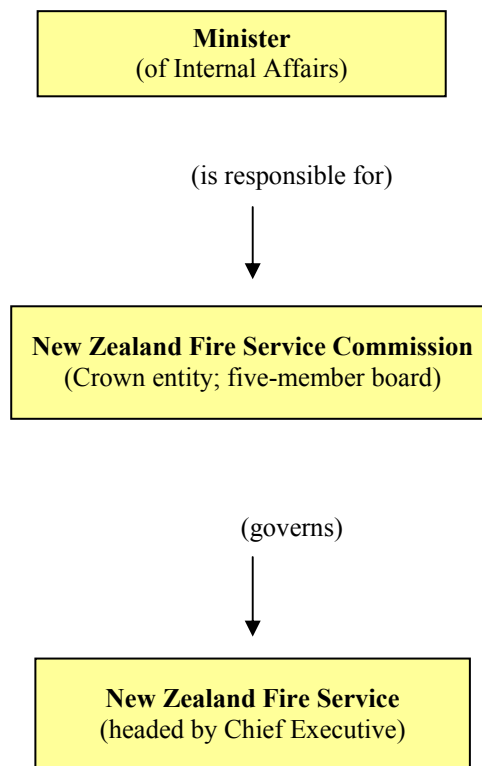 Minister
(of Internal Affairs)
(is responsible for)
New Zealand Fire Service Commission
(Crown entity; five-member board)
(governs)
New Zealand Fire Service
(headed by Chief Executive)